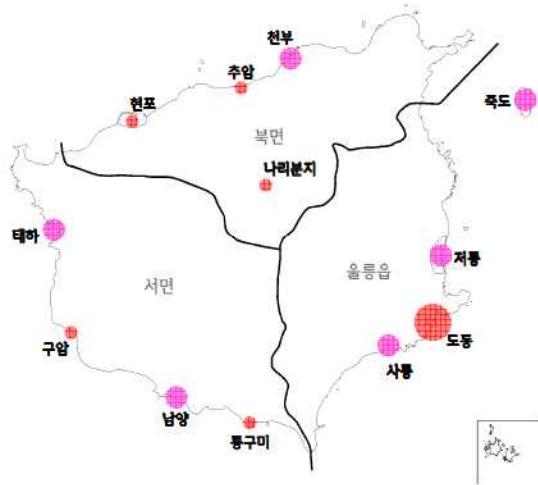 천부
추암
죽도
현포
북면
나리분지
태하
저동
울릉읍
서면
도동
구암
사동
남양
통구미